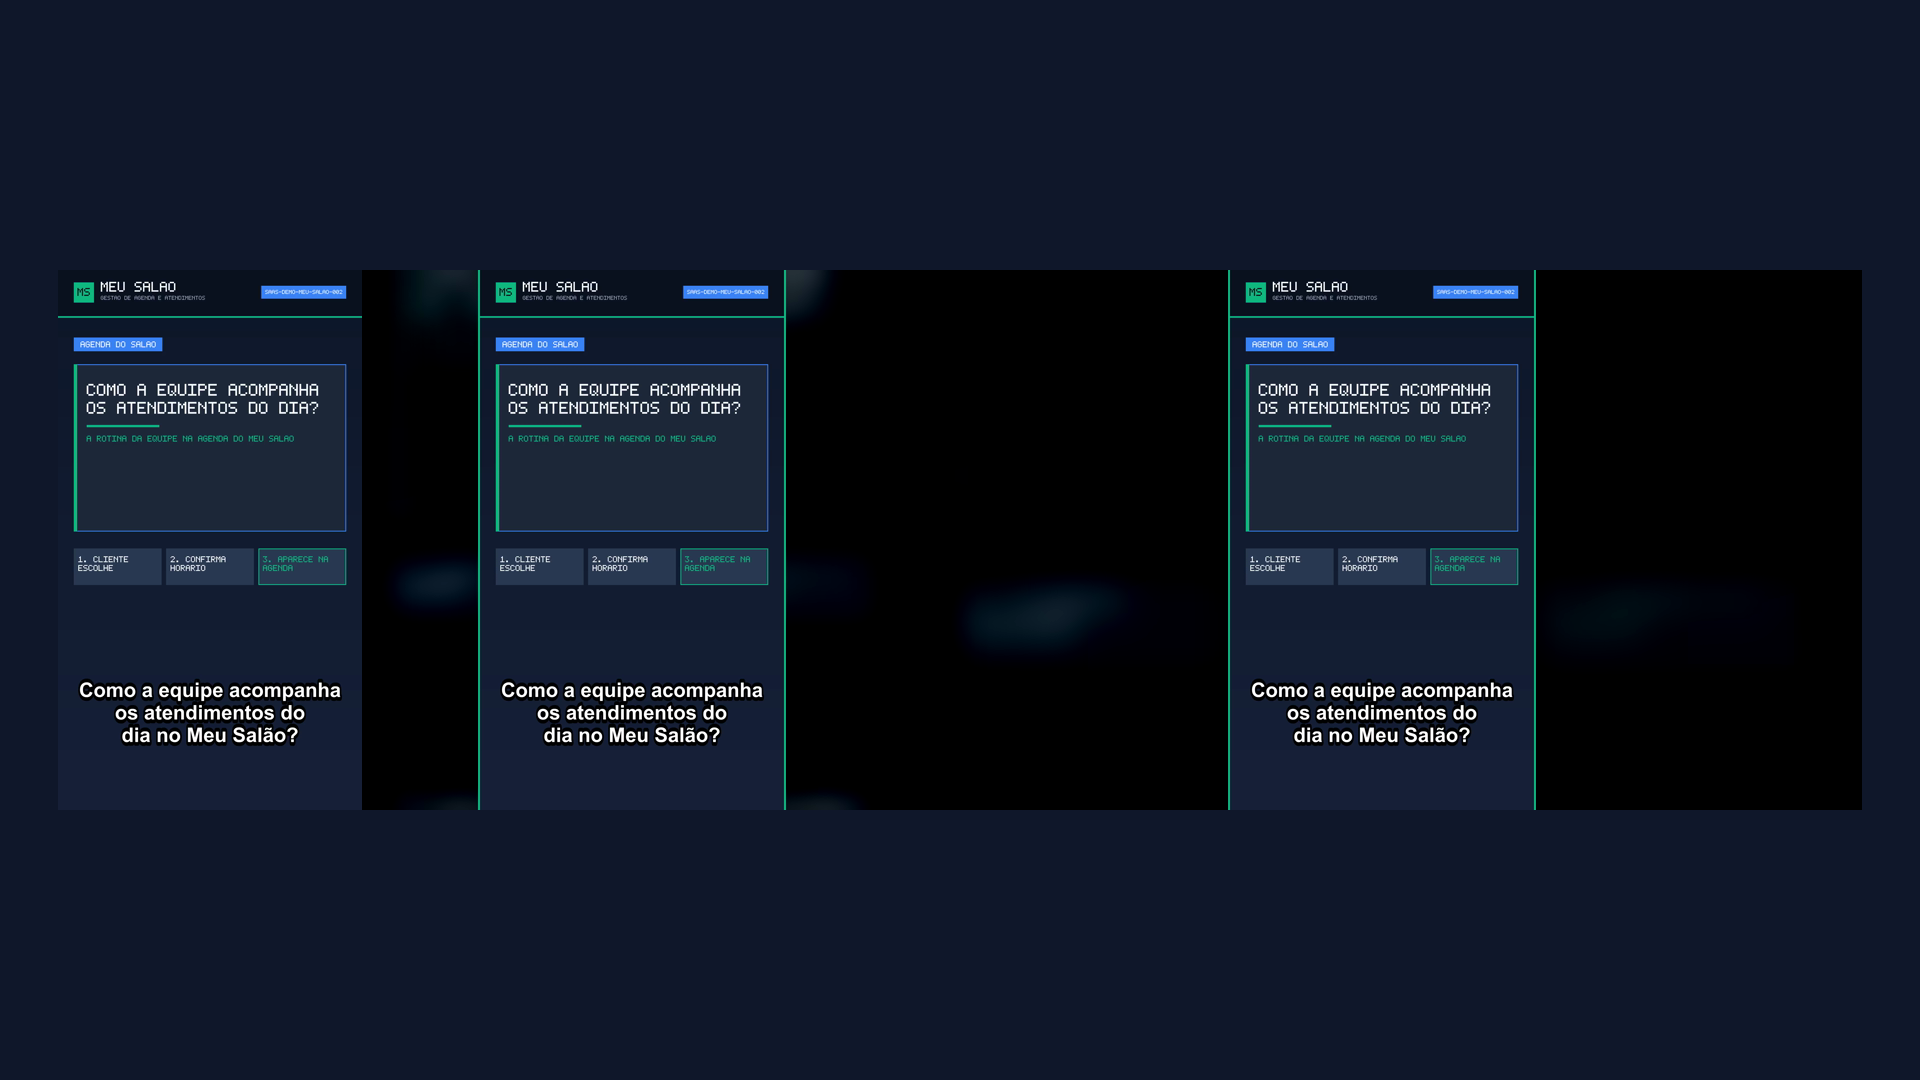 MS
MEU SALAO
GESTAO DE AGENDA E ATENDIMENTOS
SAAS-DEMO-MEU-SALAO-002
AGENDA DO SALAO
COMO A EQUIPE ACOMPANHA
OS ATENDIMENTOS DO DIA?
A ROTINA DA EQUIPE NA AGENDA DO MEU SALAO
1. CLIENTE
ESCOLHE
2. CONFIRMA
HORARIO
3. APARECE NA
AGENDA
Como a equipe acompanha
os atendimentos do
dia no Meu Salão?
MS
MEU SALAO
GESTAO DE AGENDA E ATENDIMENTOS
SAAS-DEMO-MEU-SALAO-002
AGENDA DO SALAO
COMO A EQUIPE ACOMPANHA
OS ATENDIMENTOS DO DIA?
A ROTINA DA EQUIPE NA AGENDA DO MEU SALAO
1. CLIENTE
ESCOLHE
2. CONFIRMA
HORARIO
3. APARECE NA
AGENDA
Como a equipe acompanha
os atendimentos do
dia no Meu Salão?
MS
MEU SALAO
GESTAO DE AGENDA E ATENDIMENTOS
SAAS-DEMO-MEU-SALAO-002
AGENDA DO SALAO
COMO A EQUIPE ACOMPANHA
OS ATENDIMENTOS DO DIA?
A ROTINA DA EQUIPE NA AGENDA DO MEU SALAO
1. CLIENTE
ESCOLHE
2. CONFIRMA
HORARIO
3. APARECE NA
AGENDA
Como a equipe acompanha
os atendimentos do
dia no Meu Salão?